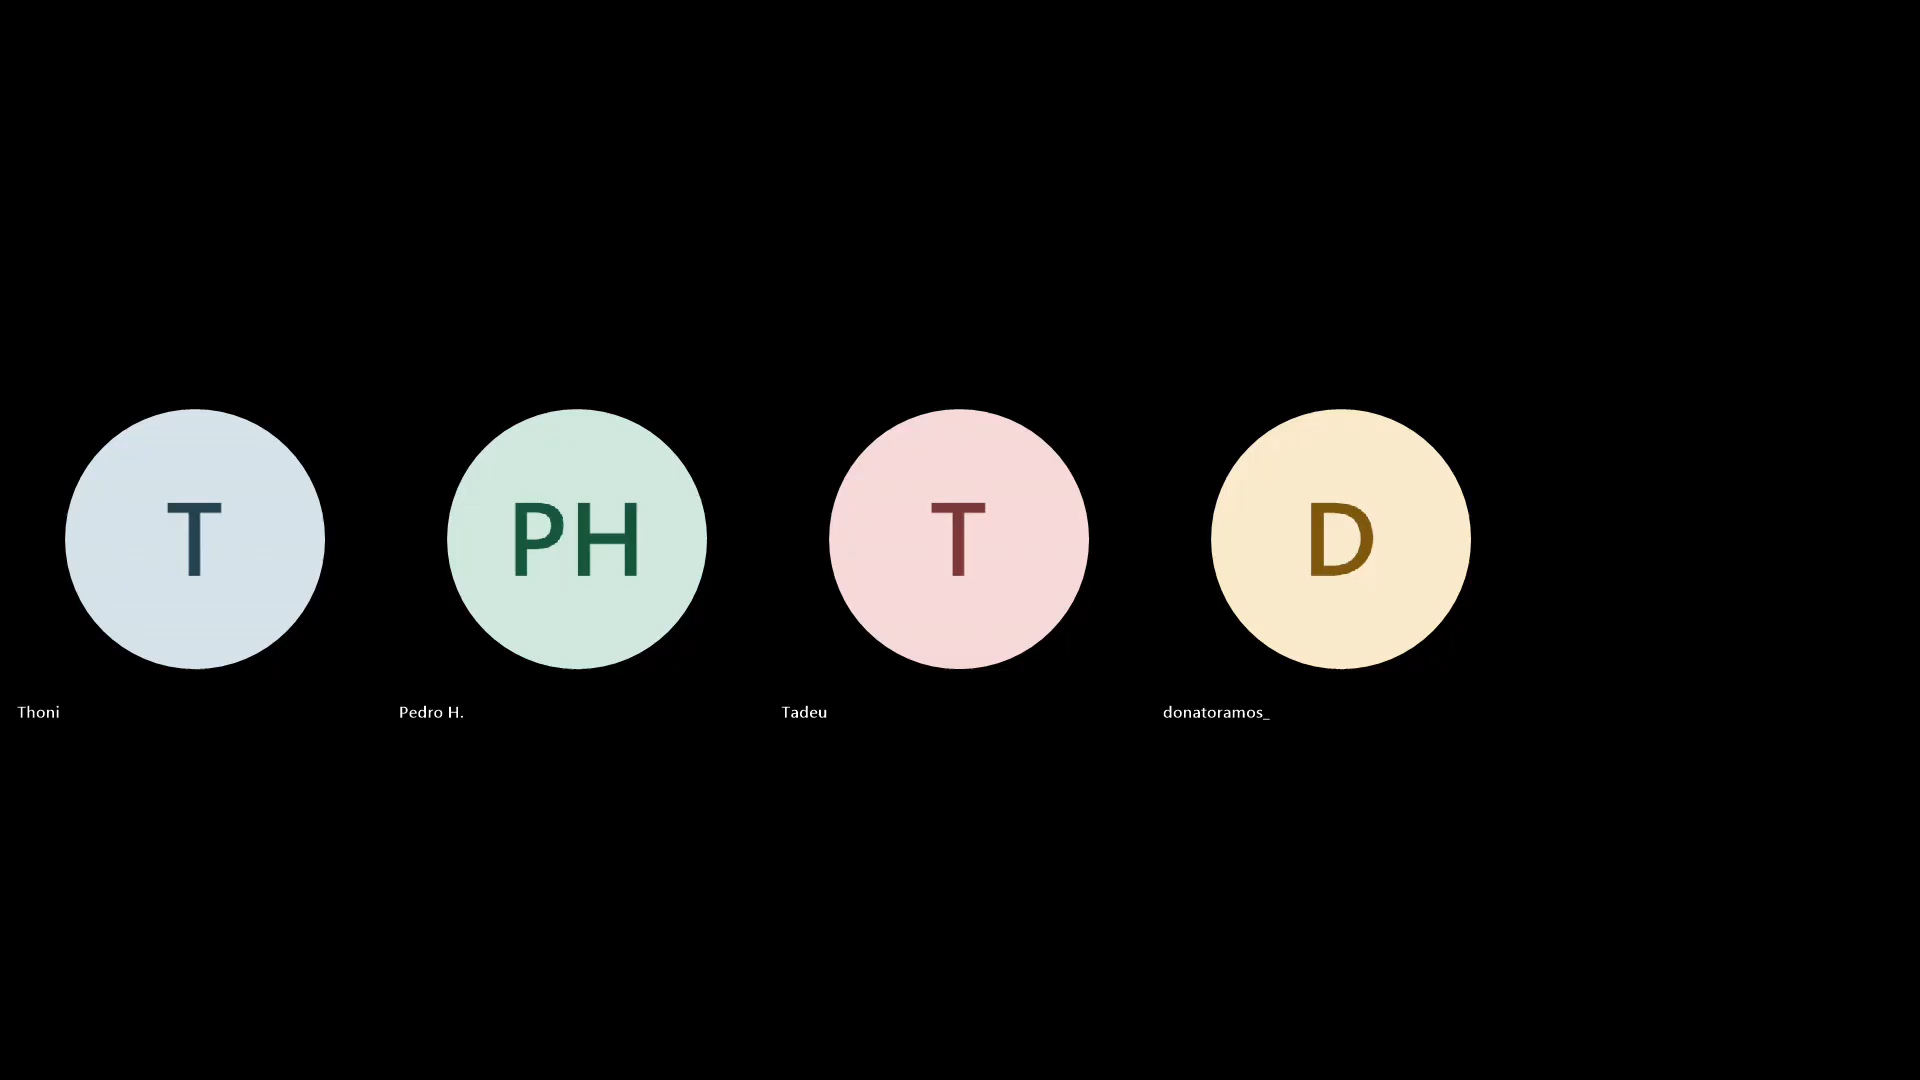 T
PH
T
D
Thoni
Pedro H.
Tadeu
donatoramos_